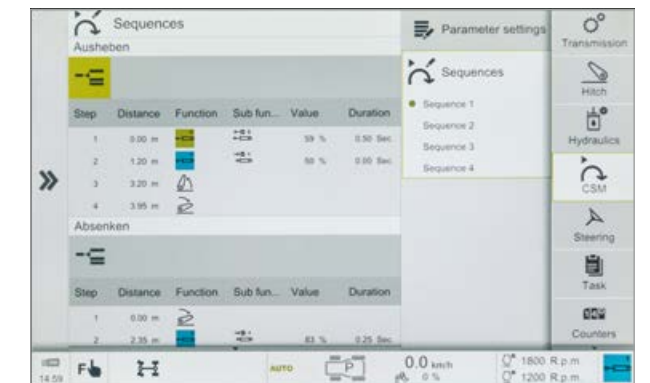 Sequences
Ausheben
Step Distance Function Sub fun... Value Duration
1 0.00 m 59 % 0.50 Sec.
2 1.20 m 50 % 0.00 Sec.
3 3.20 m
4 3.95 m
Absenken
Step Distance Function Sub fun... Value Duration
1 0.00 m
2 2.35 m 83 % 0.25 Sec.
Parameter settings
Sequences
Sequence 1
Sequence 2
Sequence 3
Sequence 4
Transmission
Hitch
Hydraulics
CSM
Steering
Task
Counters
14:59
F
AUTO
P
0.0 km/h
0 %
1800 R.p.m.
1200 R.p.m.